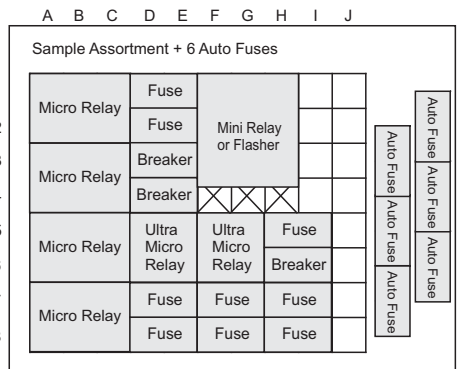 A B C D E F G H I J
Sample Assortment + 6 Auto Fuses
Micro Relay
Fuse
Fuse
Mini Relay
or Flasher
Micro Relay
Breaker
Breaker
Micro Relay
Ultra
Micro
Relay
Ultra
Micro
Relay
Fuse
Breaker
Micro Relay
Fuse Fuse Fuse
Fuse Fuse Fuse
Auto Fuse
Auto Fuse
Auto Fuse
Auto Fuse
Auto Fuse
Auto Fuse